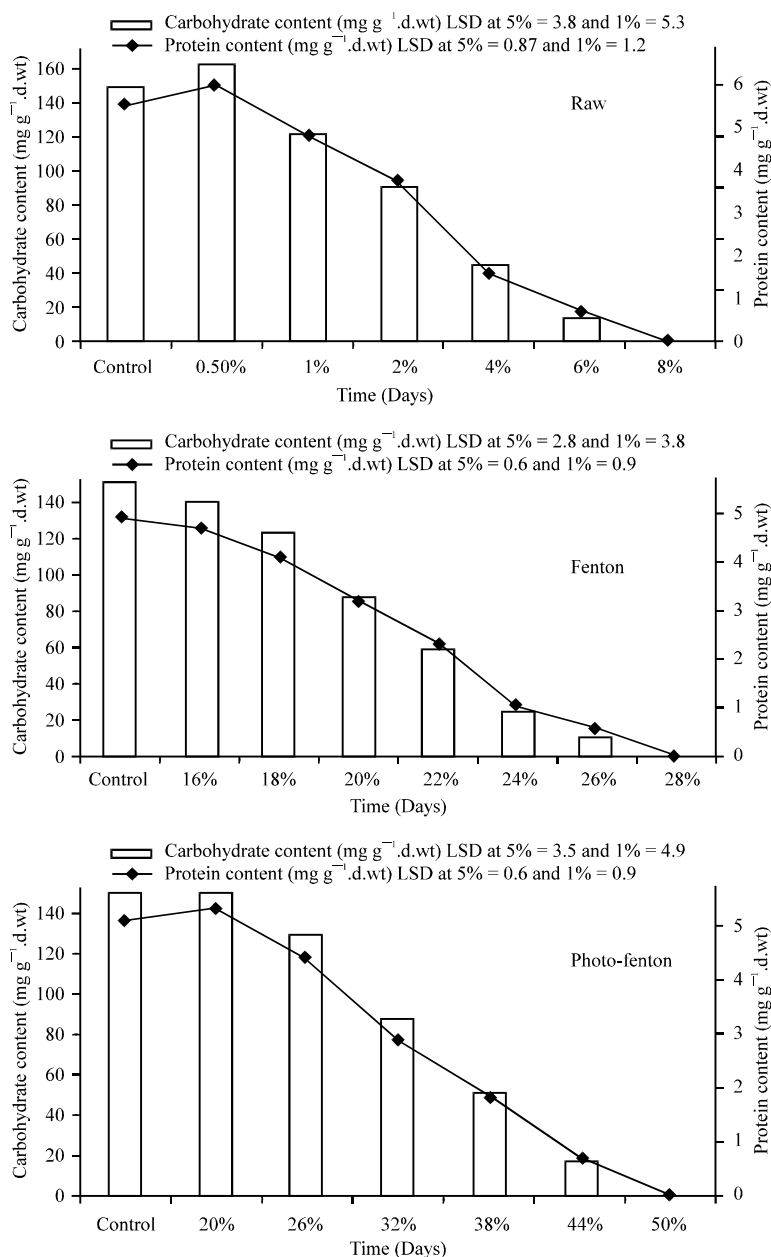 Carbohydrate content (mg g⁻¹.d.wt) LSD at 5% = 3.8 and 1% = 5.3
Protein content (mg g⁻¹.d.wt) LSD at 5% = 0.87 and 1% = 1.2
Raw
Carbohydrate content (mg g⁻¹.d.wt)
160
140
120
100
80
60
40
20
0
6
5
4
3
2
1
0
Protein content (mg g⁻¹.d.wt)
Control 0.50% 1% 2% 4% 6% 8%
Time (Days)
Carbohydrate content (mg g⁻¹.d.wt) LSD at 5% = 2.8 and 1% = 3.8
Protein content (mg g⁻¹.d.wt) LSD at 5% = 0.6 and 1% = 0.9
Fenton
Carbohydrate content (mg g⁻¹.d.wt)
140
120
100
80
60
40
20
0
5
4
3
2
1
0
Protein content (mg g⁻¹.d.wt)
Control 16% 18% 20% 22% 24% 26% 28%
Time (Days)
Carbohydrate content (mg g⁻¹.d.wt) LSD at 5% = 3.5 and 1% = 4.9
Protein content (mg g⁻¹.d.wt) LSD at 5% = 0.6 and 1% = 0.9
Photo-fenton
Carbohydrate content (mg g⁻¹.d.wt)
140
120
100
80
60
40
20
0
5
4
3
2
1
0
Protein content (mg g⁻¹.d.wt)
Control 20% 26% 32% 38% 44% 50%
Time (Days)